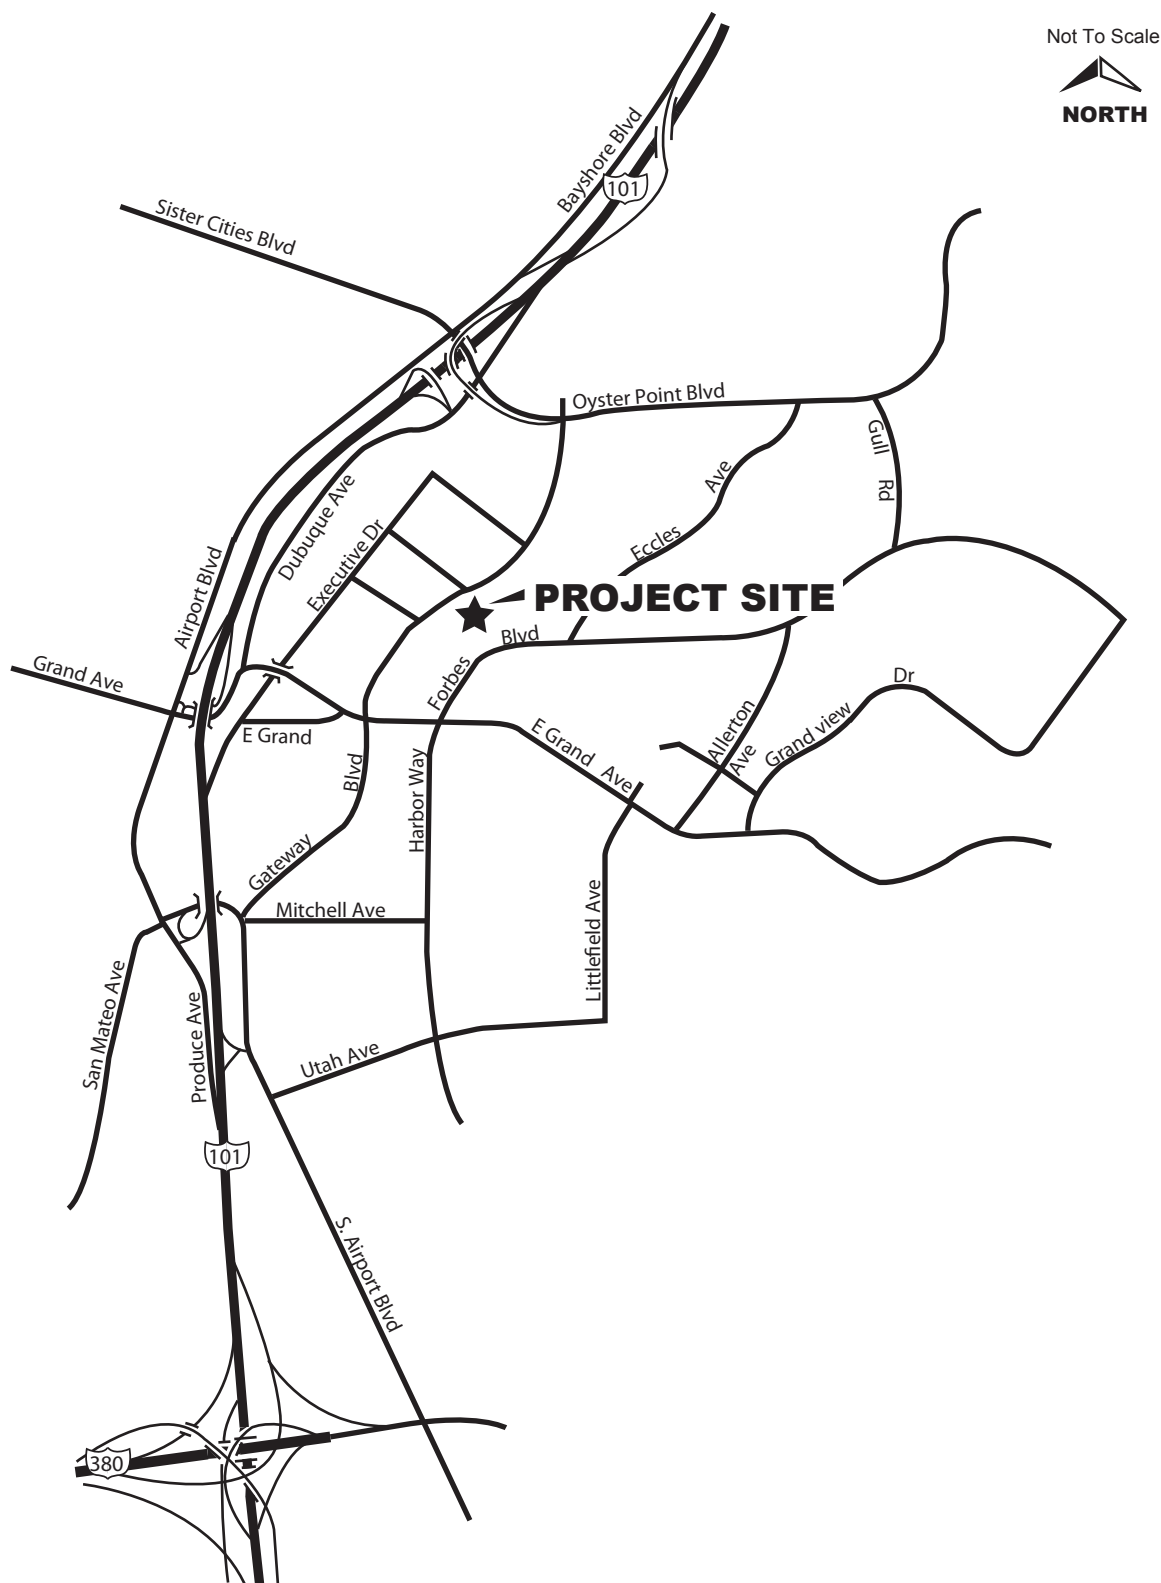 Not To Scale
NORTH
Bayshore Blvd
101
Sister Cities Blvd
Oyster Point Blvd
Gull Rd
Eccles Ave
Dubuque Ave
Executive Dr
Airport Blvd
PROJECT SITE
Forbes Blvd
Grand Ave
E Grand
E Grand Ave
Allerton Ave
Grand view Dr
Gateway Blvd
Harbor Way
Mitchell Ave
Littlefield Ave
San Mateo Ave
Produce Ave
Utah Ave
101
S. Airport Blvd
380